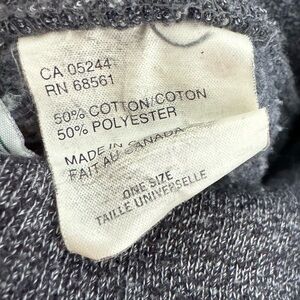 CA 05244
RN 68561
50% COTTON/COTON
50% POLYESTER
MADE IN CANADA
FAIT AU CANADA
ONE SIZE
TAILLE UNIVERSELLE